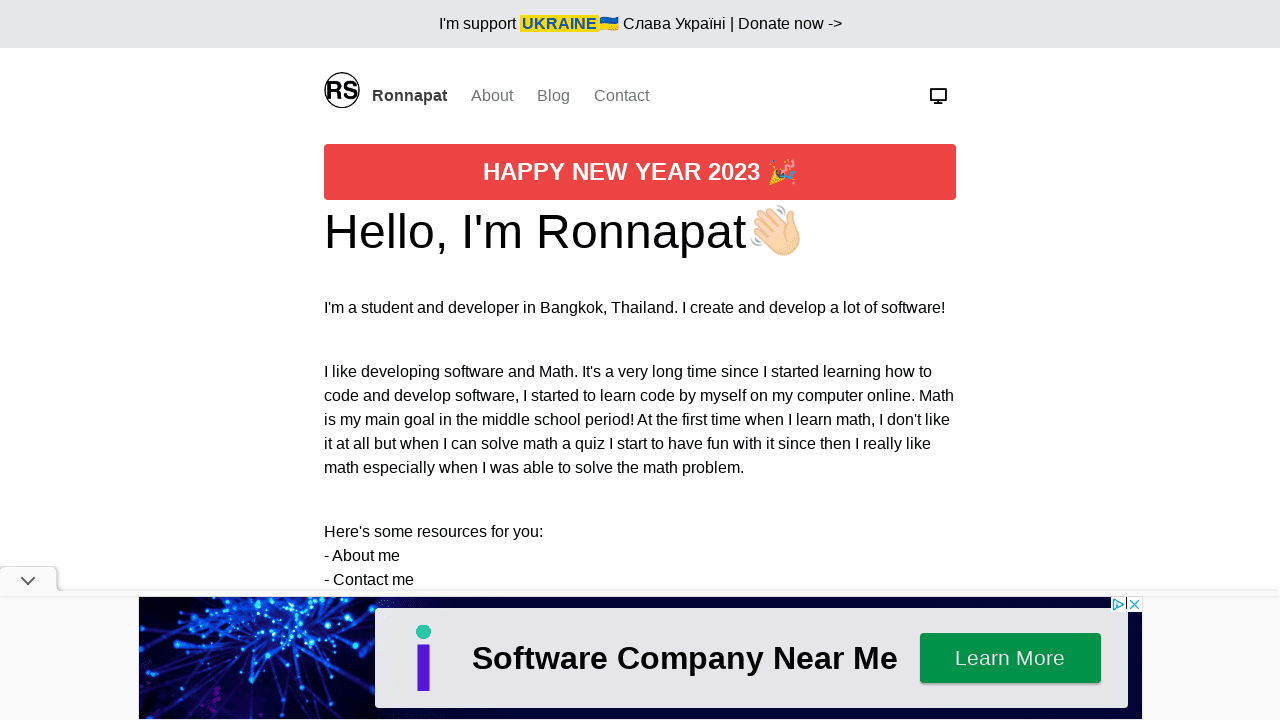 I'm support UKRAINE🇺🇦 Слава Україні | Donate now ->
RS Ronnapat About Blog Contact
HAPPY NEW YEAR 2023 🎉
Hello, I'm Ronnapat👋🏻
I'm a student and developer in Bangkok, Thailand. I create and develop a lot of software!
I like developing software and Math. It's a very long time since I started learning how to
code and develop software, I started to learn code by myself on my computer online. Math
is my main goal in the middle school period! At the first time when I learn math, I don't like
it at all but when I can solve math a quiz I start to have fun with it since then I really like
math especially when I was able to solve the math problem.
Here's some resources for you:
- About me
- Contact me
Software Company Near Me
Learn More